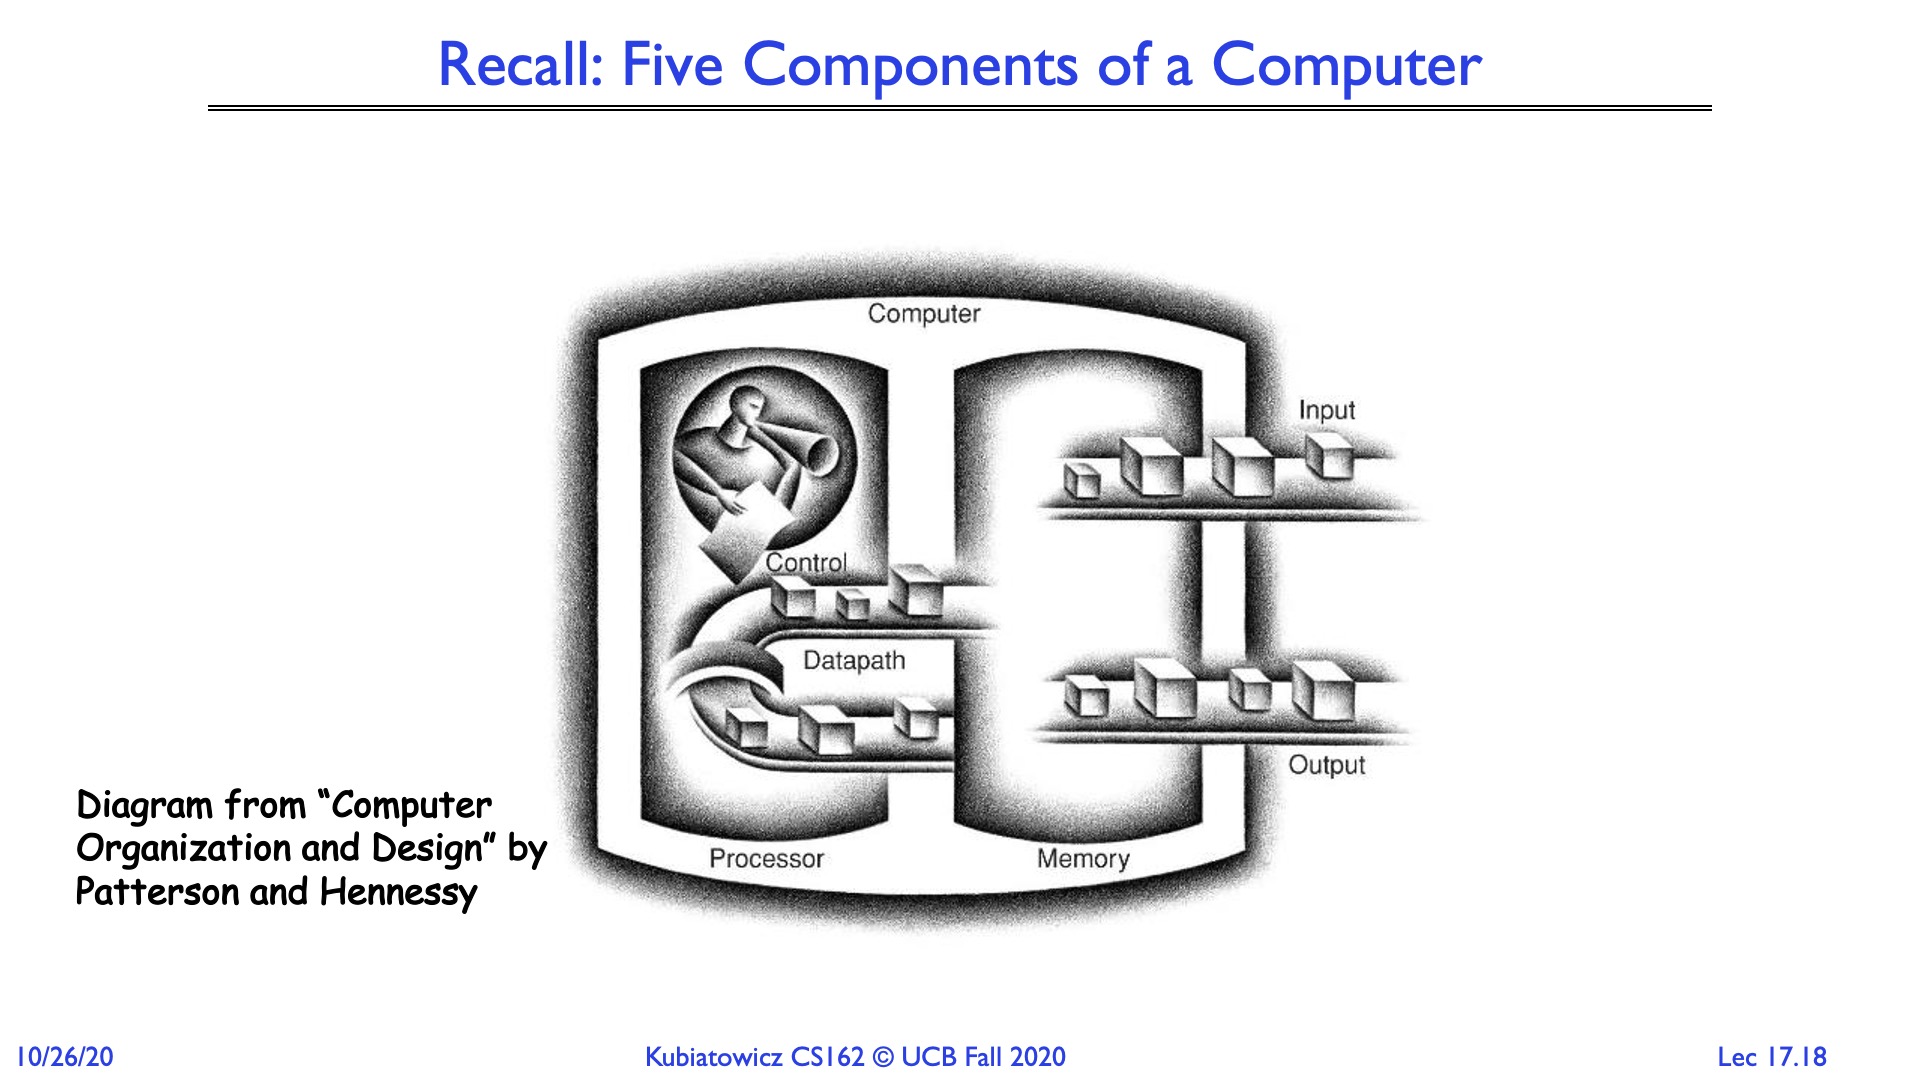 Recall: Five Components of a Computer
Computer
Input
Control
Datapath
Output
Processor
Memory
Diagram from “Computer
Organization and Design” by
Patterson and Hennessy
10/26/20
Kubiatowicz CS162 © UCB Fall 2020
Lec 17.18